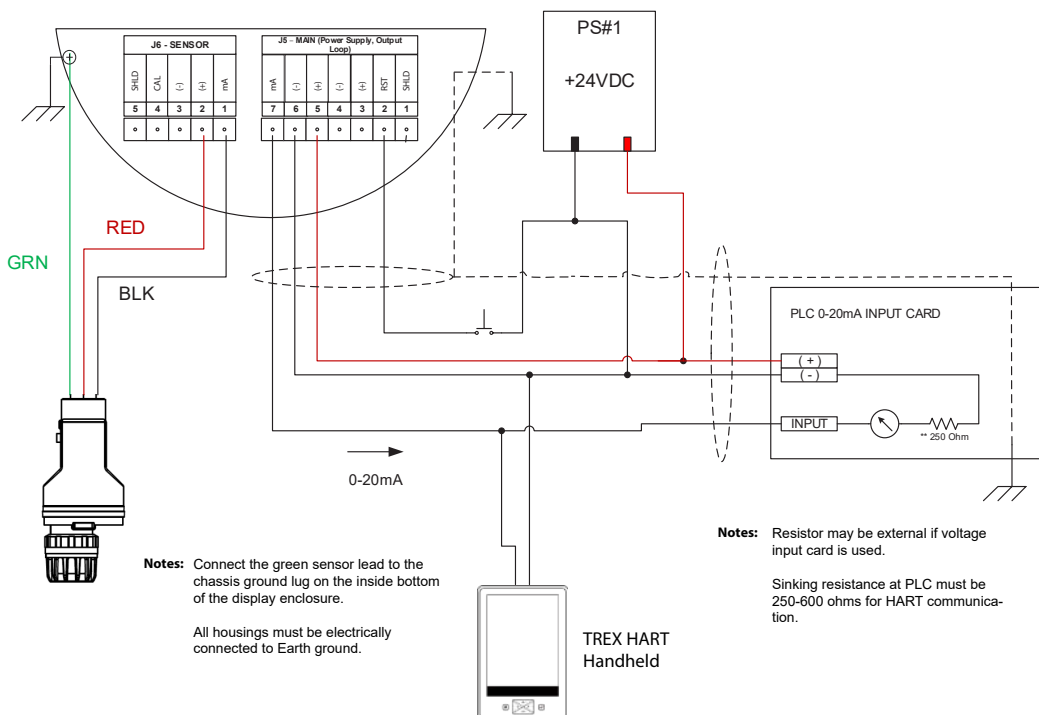 PS#1
+24VDC
J6 - SENSOR
SHLD CAL (-) (+) mA
5 4 3 2 1
J5 - MAIN (Power Supply, Output
Loop)
mA (-) (+) (-) (+) RST SHLD
7 6 5 4 3 2 1
RED
GRN
BLK
PLC 0-20mA INPUT CARD
( + )
( - )
INPUT
** 250 Ohm
0-20mA
Notes: Connect the green sensor lead to the
chassis ground lug on the inside bottom
of the display enclosure.
All housings must be electrically
connected to Earth ground.
Notes: Resistor may be external if voltage
input card is used.
Sinking resistance at PLC must be
250-600 ohms for HART communica-
tion.
TREX HART
Handheld